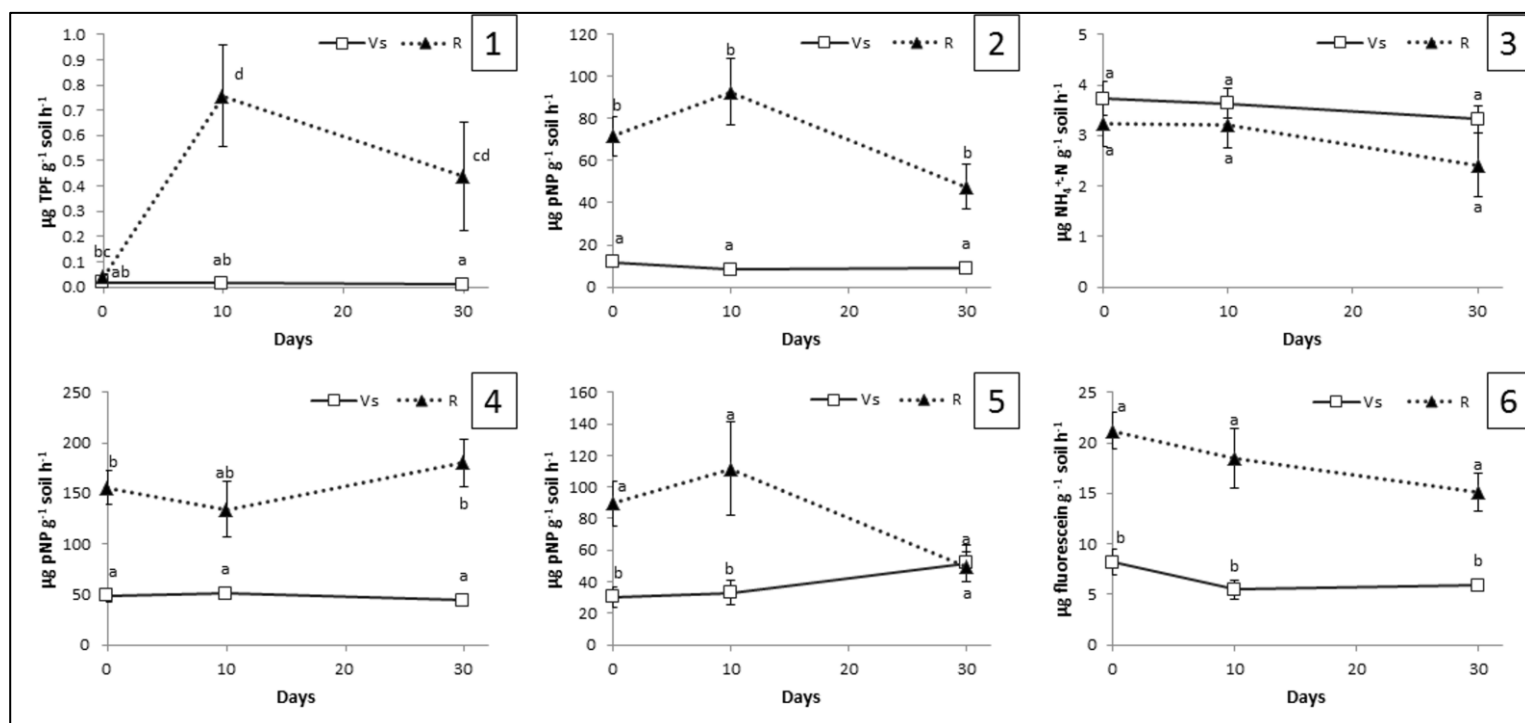 Vs R 1
µg TPF g⁻¹ soil h⁻¹
1.0
0.9
0.8
0.7
0.6
0.5
0.4
0.3
0.2
0.1
0.0
bc
ab
d
ab
cd
a
0 10 20 30
Days
Vs R 2
µg pNP g⁻¹ soil h⁻¹
120
100
80
60
40
20
0
b
b
b
a
a
a
0 10 20 30
Days
Vs R 3
µg NH₄⁺-N g⁻¹ soil h⁻¹
5
4
3
2
1
0
a
a
a
a
a
a
0 10 20 30
Days
Vs R 4
µg pNP g⁻¹ soil h⁻¹
250
200
150
100
50
0
b
ab
b
a
a
a
0 10 20 30
Days
Vs R 5
µg pNP g⁻¹ soil h⁻¹
160
140
120
100
80
60
40
20
0
a
a
a
b
b
a
0 10 20 30
Days
Vs R 6
µg fluorescein g⁻¹ soil h⁻¹
25
20
15
10
5
0
a
a
a
b
b
b
0 10 20 30
Days